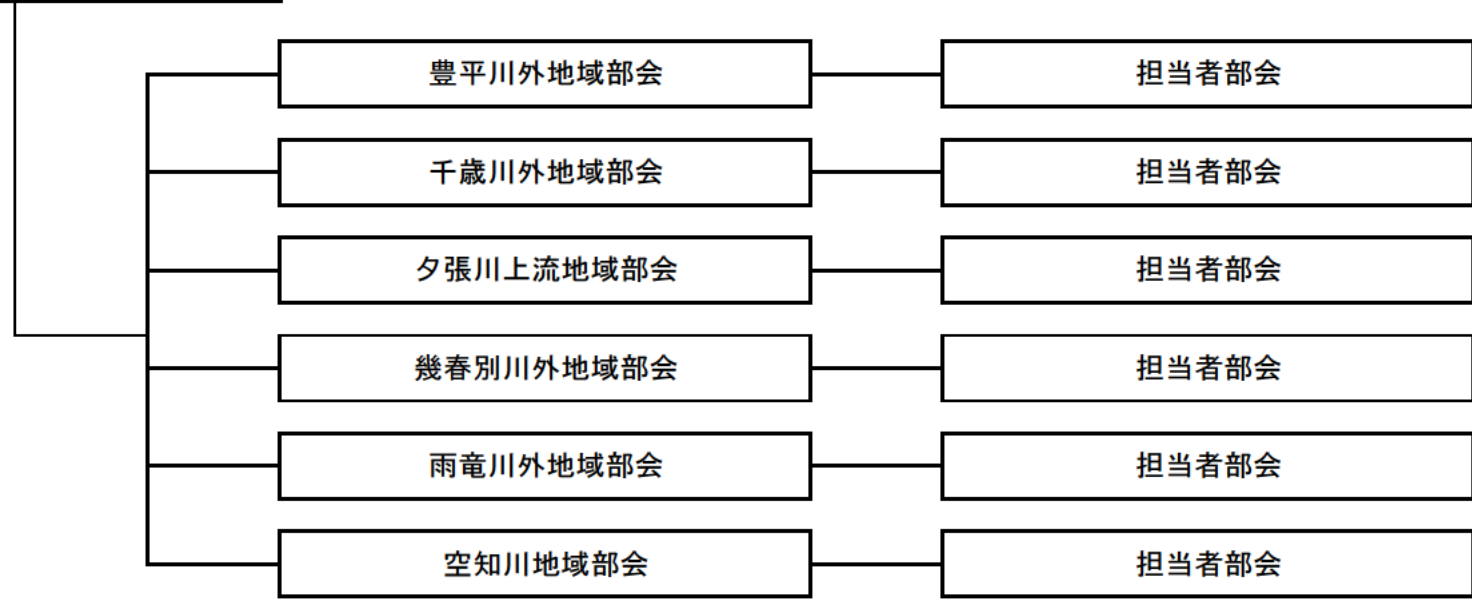 豊平川外地域部会
担当者部会
千歳川外地域部会
担当者部会
夕張川上流地域部会
担当者部会
幾春別川外地域部会
担当者部会
雨竜川外地域部会
担当者部会
空知川地域部会
担当者部会